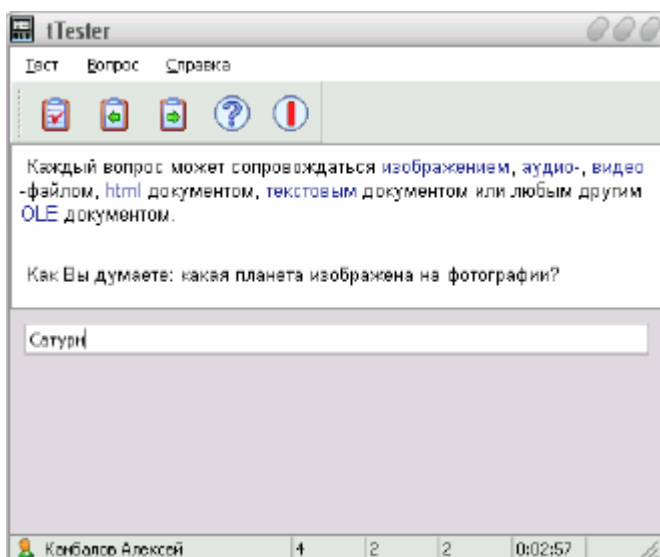 tTester
Тест Вопрос Справка
Каждый вопрос может сопровождаться изображением, аудио-, видео
-файлом, html документом, текстовым документом или любым другим
OLE документом.
Как Вы думаете: какая планета изображена на фотографии?
Сатурн
Канбалов Алексей 4 2 2 0:02:57